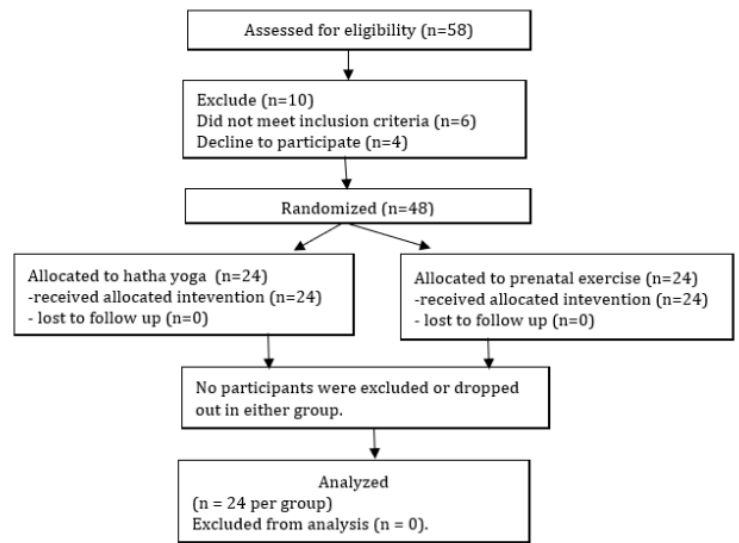 Assessed for eligibility (n=58)
Exclude (n=10)
Did not meet inclusion criteria (n=6)
Decline to participate (n=4)
Randomized (n=48)
Allocated to hatha yoga (n=24)
-received allocated intevention (n=24)
- lost to follow up (n=0)
Allocated to prenatal exercise (n=24)
-received allocated intevention (n=24)
- lost to follow up (n=0)
No participants were excluded or dropped
out in either group.
Analyzed
(n = 24 per group)
Excluded from analysis (n = 0).